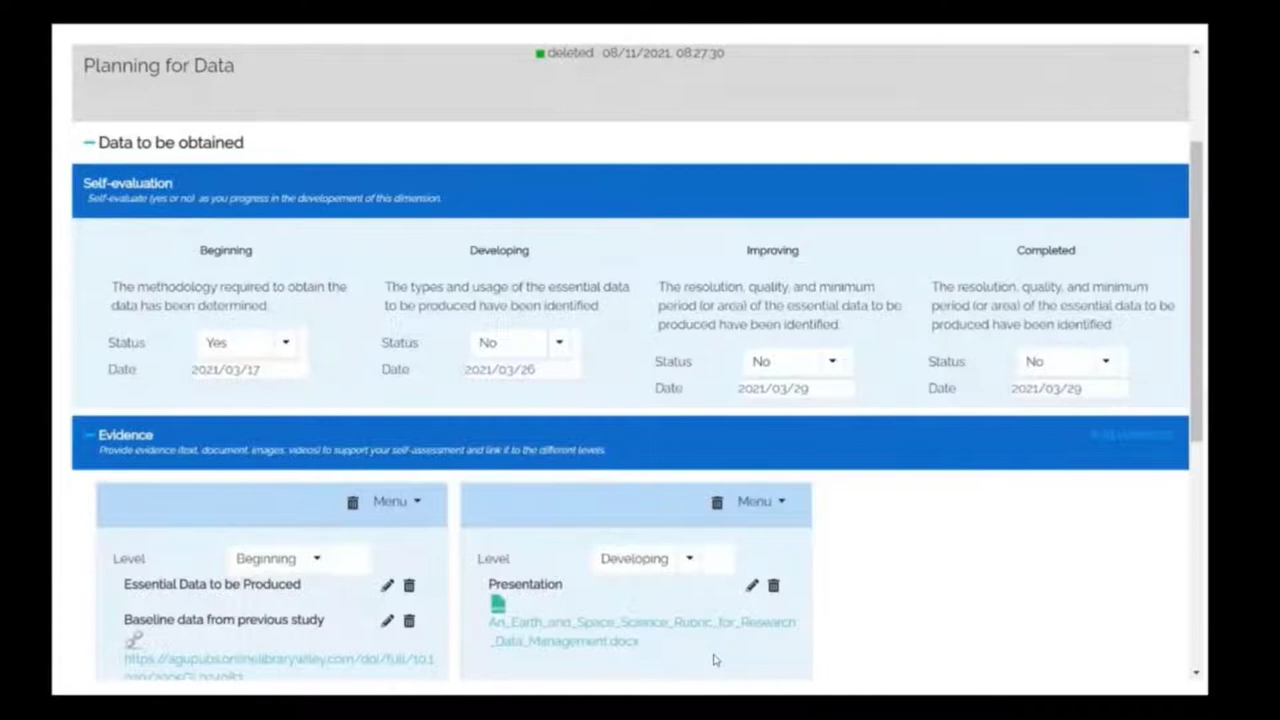 deleted 08/11/2021, 08:27:30
Planning for Data
Data to be obtained
Self-evaluation
Self-evaluate (yes or no) as you progress in the developement of this dimension.
Beginning
The methodology required to obtain the
data has been determined.
Status Yes
Date 2021/03/17
Developing
The types and usage of the essential data
to be produced have been identified
Status No
Date 2021/03/26
Improving
The resolution, quality, and minimum
period (or area) of the essential data to be
produced have been identified.
Status No
Date 2021/03/29
Completed
The resolution, quality, and minimum
period (or area) of the essential data to be
produced have been identified
Status No
Date 2021/03/29
Evidence
Provide evidence (text, document, images, videos) to support your self-assessment and link it to the different levels.
Menu
Level Beginning
Essential Data to be Produced
Baseline data from previous study
https://agupubs.onlinelibrary.wiley.com/doi/full/10.1
Menu
Level Developing
Presentation
An_Earth_and_Space_Science_Rubric_for_Research
_Data_Management.docx